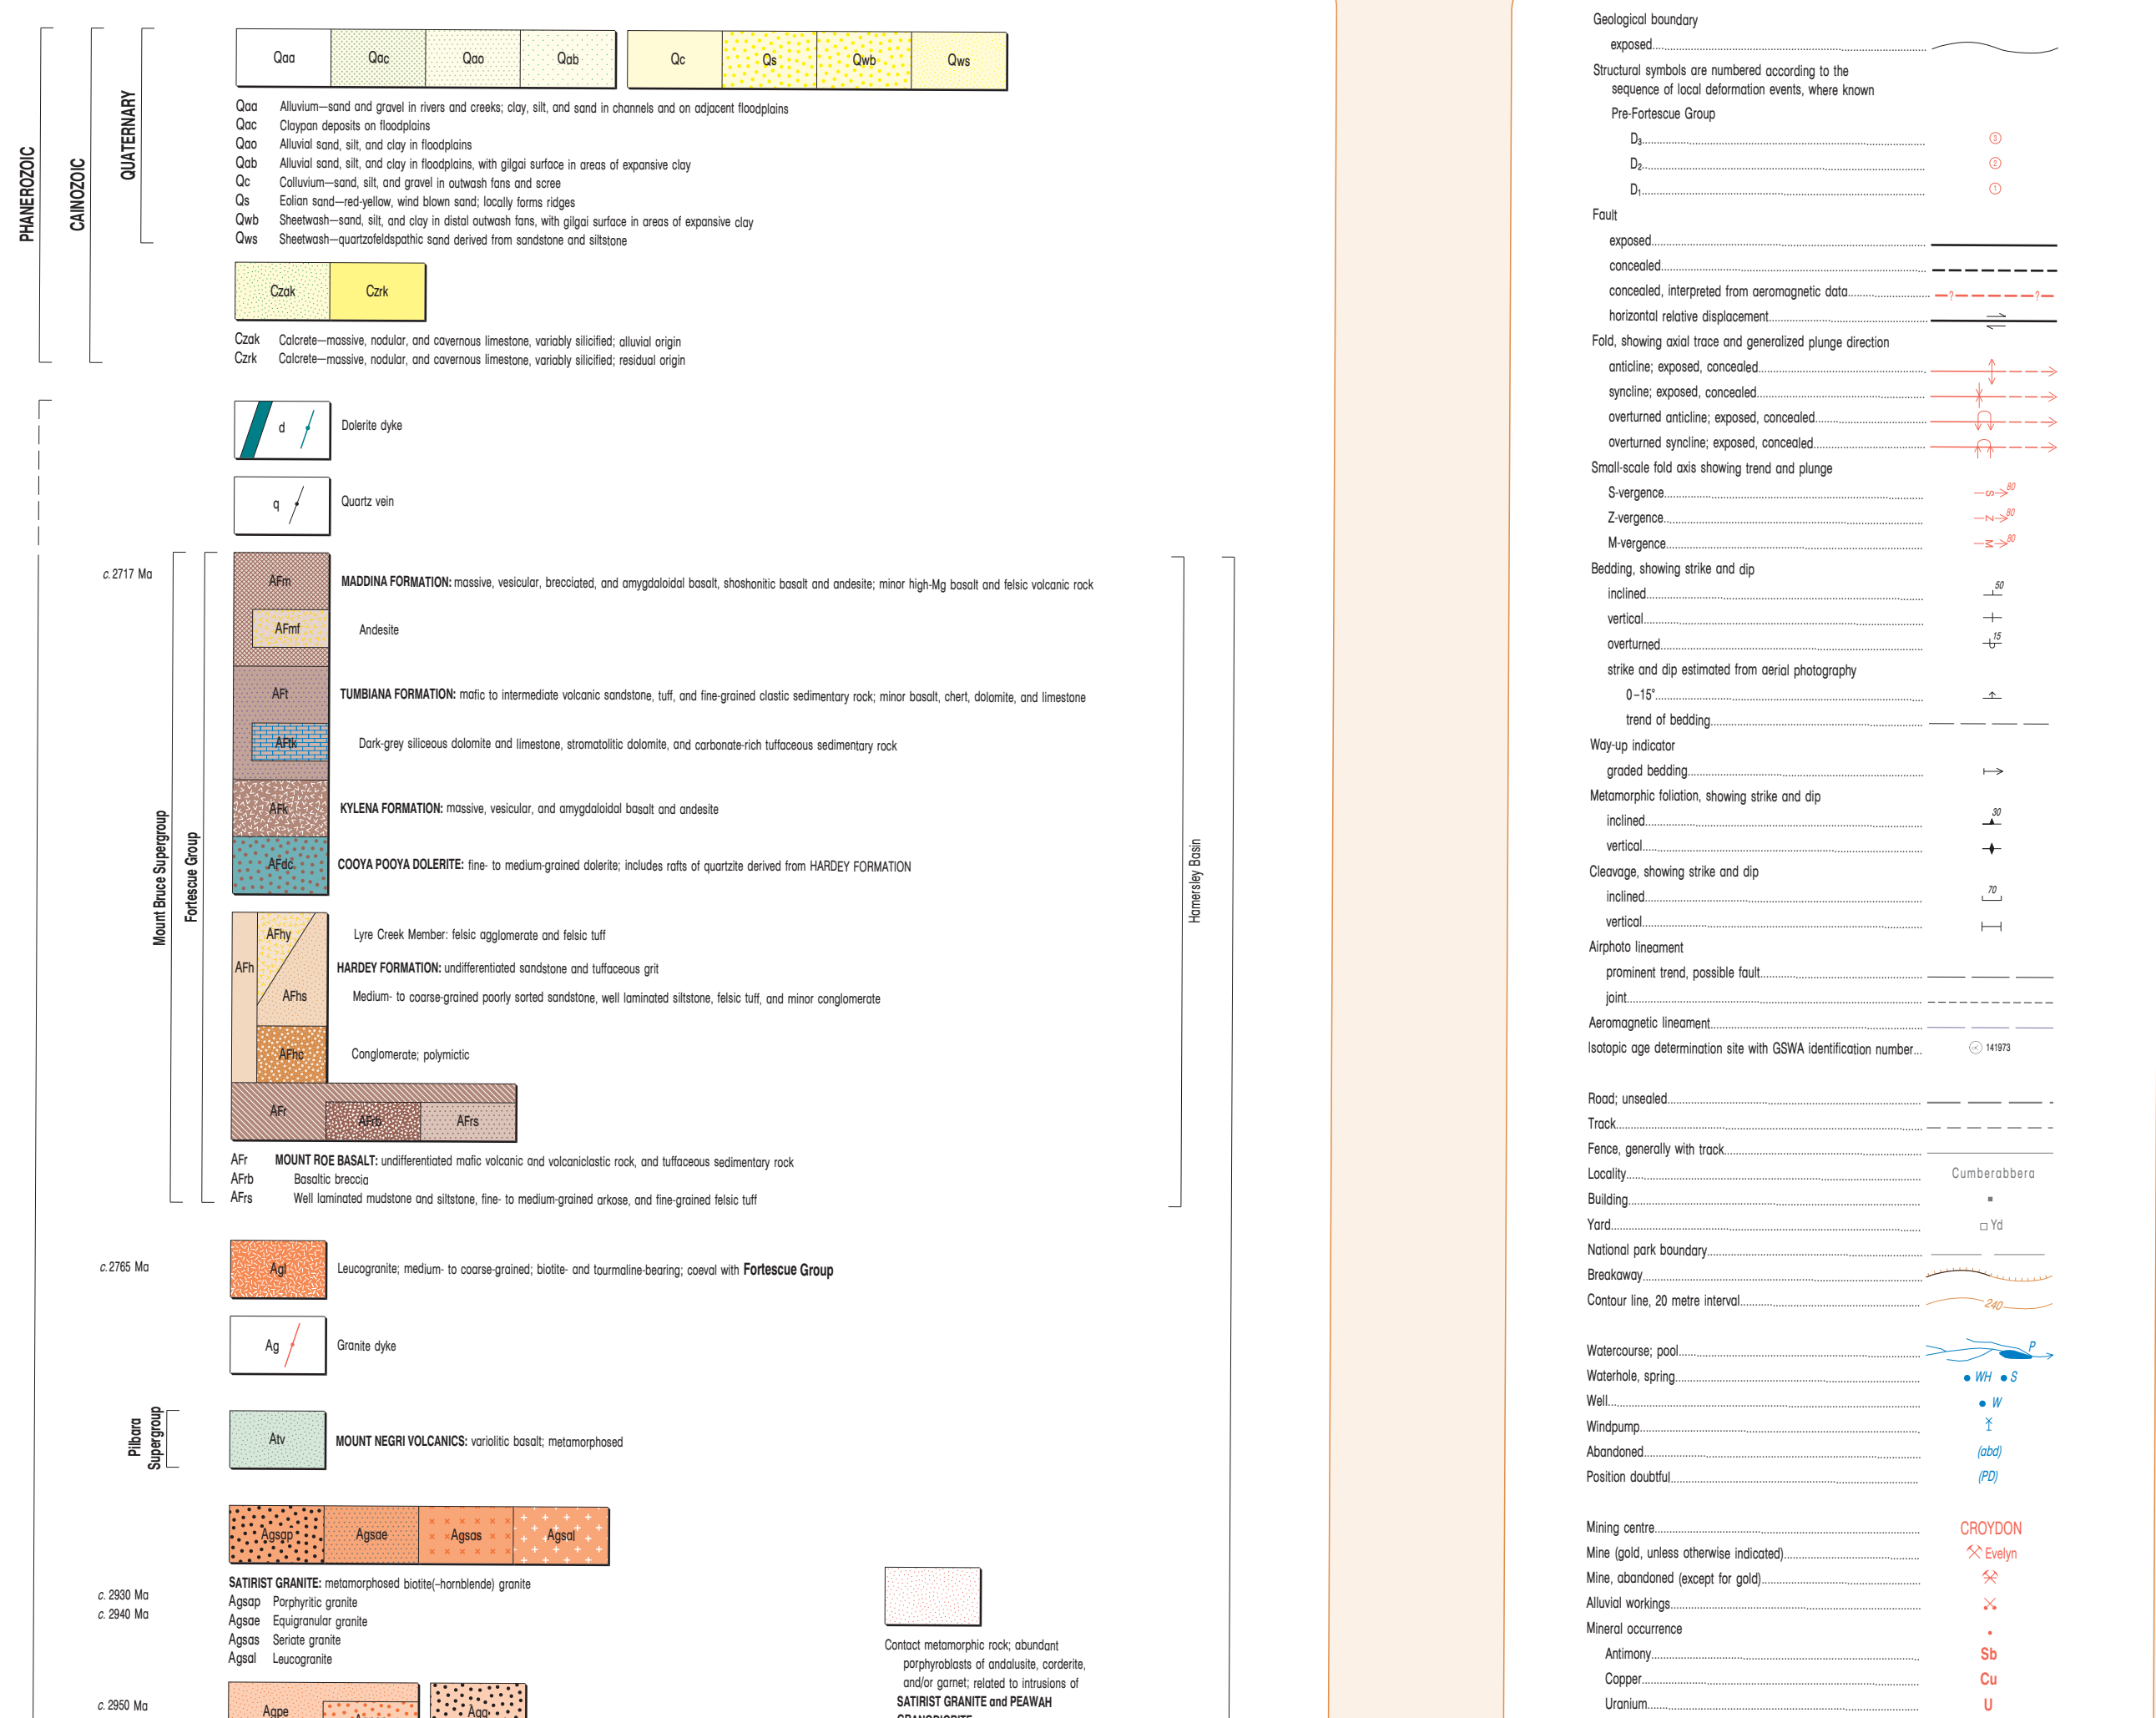 PHANEROZOIC
CAINOZOIC
QUATERNARY
Qaa Qac Qao Qab Qc Qs Qwb Qws
Qaa Alluvium—sand and gravel in rivers and creeks; clay, silt, and sand in channels and on adjacent floodplains
Qac Claypan deposits on floodplains
Qao Alluvial sand, silt, and clay in floodplains
Qab Alluvial sand, silt, and clay in floodplains, with gilgai surface in areas of expansive clay
Qc Colluvium—sand, silt, and gravel in outwash fans and scree
Qs Eolian sand—red-yellow, wind blown sand; locally forms ridges
Qwb Sheetwash—sand, silt, and clay in distal outwash fans, with gilgai surface in areas of expansive clay
Qws Sheetwash—quartzofeldspathic sand derived from sandstone and siltstone
Czak Czrk
Czak Calcrete—massive, nodular, and cavernous limestone, variably silicified; alluvial origin
Czrk Calcrete—massive, nodular, and cavernous limestone, variably silicified; residual origin
d Dolerite dyke
q Quartz vein
c. 2717 Ma
Mount Bruce Supergroup
Fortescue Group
Hamersley Basin
AFm MADDINA FORMATION: massive, vesicular, brecciated, and amygdaloidal basalt, shoshonitic basalt and andesite; minor high-Mg basalt and felsic volcanic rock
AFmf Andesite
AFt TUMBIANA FORMATION: mafic to intermediate volcanic sandstone, tuff, and fine-grained clastic sedimentary rock; minor basalt, chert, dolomite, and limestone
AFtk Dark-grey siliceous dolomite and limestone, stromatolitic dolomite, and carbonate-rich tuffaceous sedimentary rock
AFk KYLENA FORMATION: massive, vesicular, and amygdaloidal basalt and andesite
AFdc COOYA POOYA DOLERITE: fine- to medium-grained dolerite; includes rafts of quartzite derived from HARDEY FORMATION
AFhy Lyre Creek Member: felsic agglomerate and felsic tuff
AFh HARDEY FORMATION: undifferentiated sandstone and tuffaceous grit
AFhs Medium- to coarse-grained poorly sorted sandstone, well laminated siltstone, felsic tuff, and minor conglomerate
AFhc Conglomerate; polymictic
AFr AFrb AFrs
AFr MOUNT ROE BASALT: undifferentiated mafic volcanic and volcaniclastic rock, and tuffaceous sedimentary rock
AFrb Basaltic breccia
AFrs Well laminated mudstone and siltstone, fine- to medium-grained arkose, and fine-grained felsic tuff
c. 2765 Ma
Agl Leucogranite; medium- to coarse-grained; biotite- and tourmaline-bearing; coeval with Fortescue Group
Ag Granite dyke
Pilbara
Supergroup
Atv MOUNT NEGRI VOLCANICS: variolitic basalt; metamorphosed
Agsap Agsae Agsas Agsal
SATIRIST GRANITE: metamorphosed biotite(–hornblende) granite
c. 2930 Ma
c. 2940 Ma
Agsap Porphyritic granite
Agsae Equigranular granite
Agsas Seriate granite
Agsal Leucogranite
c. 2950 Ma
Agpe
Contact metamorphic rock; abundant
porphyroblasts of andalusite, corderite,
and/or garnet; related to intrusions of
SATIRIST GRANITE and PEAWAH
Geological boundary
exposed
Structural symbols are numbered according to the
sequence of local deformation events, where known
Pre-Fortescue Group
D3 3
D2 2
D1 1
Fault
exposed
concealed
concealed, interpreted from aeromagnetic data ? ?
horizontal relative displacement
Fold, showing axial trace and generalized plunge direction
anticline; exposed, concealed
syncline; exposed, concealed
overturned anticline; exposed, concealed
overturned syncline; exposed, concealed
Small-scale fold axis showing trend and plunge
S-vergence S 80
Z-vergence Z 80
M-vergence M 80
Bedding, showing strike and dip
inclined 50
vertical
overturned 15
strike and dip estimated from aerial photography
0–15°
trend of bedding
Way-up indicator
graded bedding
Metamorphic foliation, showing strike and dip
inclined 30
vertical
Cleavage, showing strike and dip
inclined 70
vertical
Airphoto lineament
prominent trend, possible fault
joint
Aeromagnetic lineament
Isotopic age determination site with GSWA identification number... 141973
Road; unsealed
Track
Fence, generally with track
Locality Cumberabbera
Building
Yard Yd
National park boundary
Breakaway
Contour line, 20 metre interval 240
Watercourse; pool P
Waterhole, spring WH S
Well W
Windpump
Abandoned (abd)
Position doubtful (PD)
Mining centre CROYDON
Mine (gold, unless otherwise indicated) Evelyn
Mine, abandoned (except for gold)
Alluvial workings
Mineral occurrence
Antimony Sb
Copper Cu
Uranium U